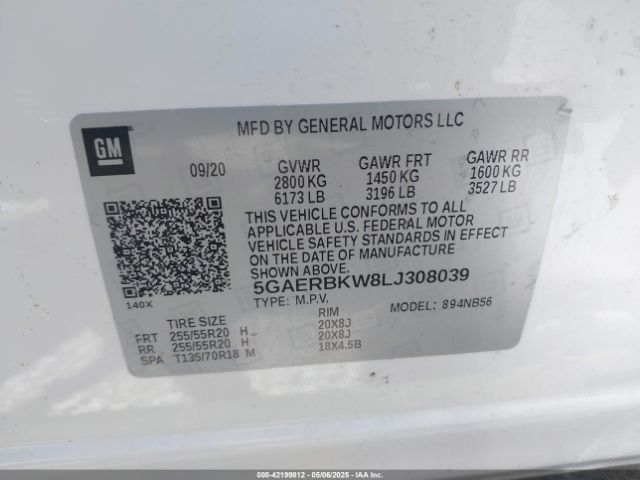 GM
MFD BY GENERAL MOTORS LLC
09/20 GVWR GAWR FRT GAWR RR
2800 KG 1450 KG 1600 KG
6173 LB 3196 LB 3527 LB
THIS VEHICLE CONFORMS TO ALL
APPLICABLE U.S. FEDERAL MOTOR
VEHICLE SAFETY STANDARDS IN EFFECT
ON THE DATE OF MANUFACTURE
SHOWN ABOVE.
140X
5GAERBKW8LJ308039
TYPE: M.P.V. MODEL: 894NB56
TIRE SIZE RIM
FRT 255/55R20 H 20X8J
RR 255/55R20 H 20X8J
SPA T135/70R18 M 18X4.5B
000-42199812 - 05/06/2025 - COPYRIGHT IAA, LLC.